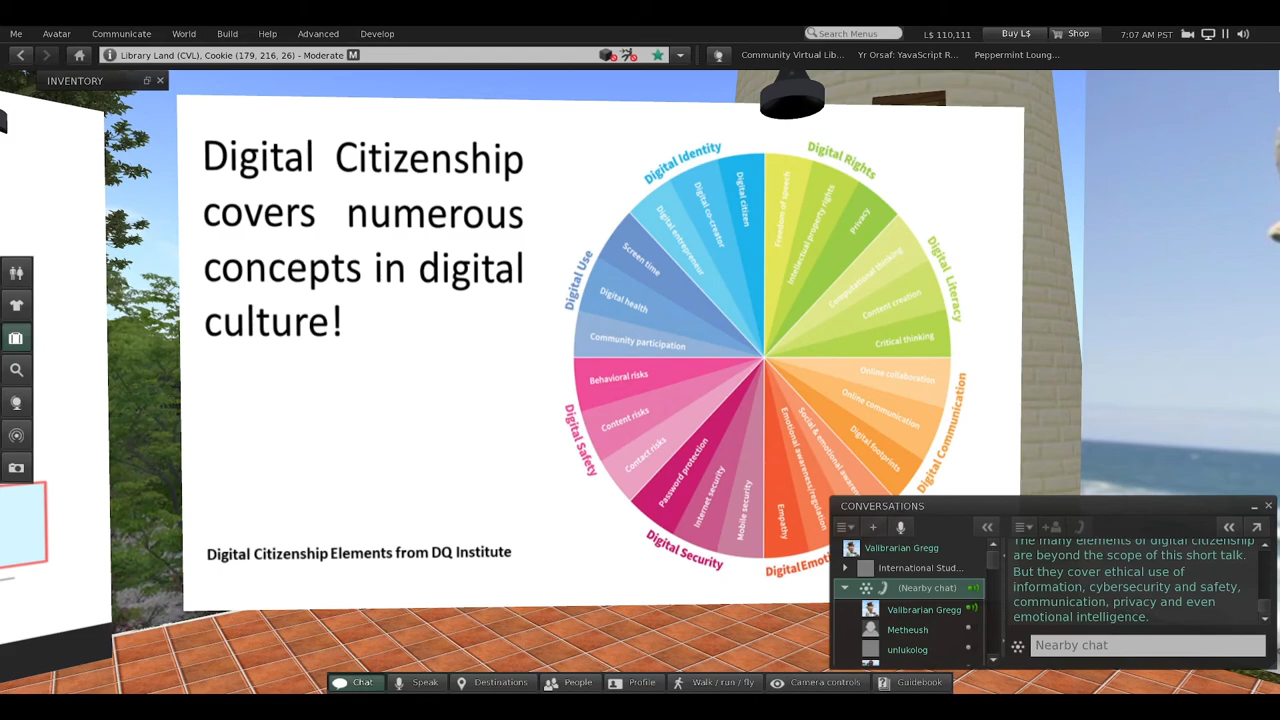 Me Avatar Communicate World Build Help Advanced Develop
Search Menus L$ 110,111 Buy L$ Shop 7:07 AM PST
Library Land (CVL), Cookie (179, 216, 26) - Moderate M
Community Virtual Lib... Yr Orsaf: YavaScript R... Peppermint Loung...
INVENTORY
Digital Citizenship
covers numerous
concepts in digital
culture!
Digital Citizenship Elements from DQ Institute
Digital Identity
Digital citizen
Digital co-creator
Digital entrepreneur
Digital Rights
Freedom of speech
Intellectual property rights
Privacy
Digital Literacy
Computational thinking
Content creation
Critical thinking
Digital Communication
Online collaboration
Online communication
Digital footprints
Social & emotional
Emotional awareness/regulation
Empathy
Digital Security
Mobile security
Internet security
Password protection
Digital Safety
Contact risks
Content risks
Behavioral risks
Digital Use
Community participation
Digital health
Screen time
CONVERSATIONS
Valibrarian Gregg
International Stud...
(Nearby chat)
Valibrarian Gregg
Metheush
unlukolog
The many elements of digital citizenship
are beyond the scope of this short talk.
But they cover ethical use of
information, cybersecurity and safety,
communication, privacy and even
emotional intelligence.
Nearby chat
Chat Speak Destinations People Profile Walk / run / fly Camera controls Guidebook